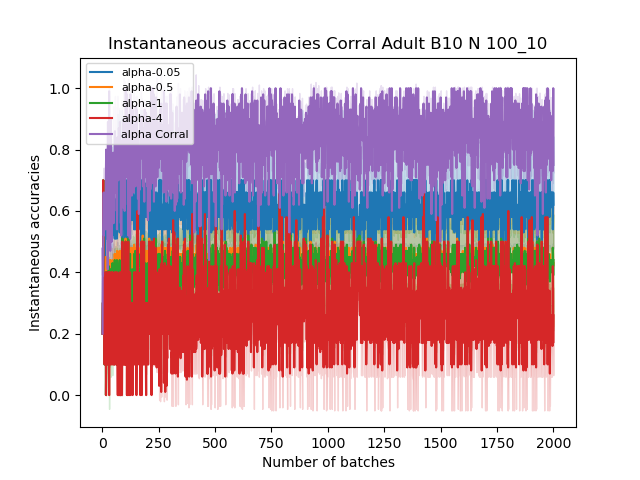 Instantaneous accuracies Corral Adult B10 N 100_10
alpha-0.05
alpha-0.5
alpha-1
alpha-4
alpha Corral
1.0
0.8
0.6
0.4
0.2
0.0
Instantaneous accuracies
0 250 500 750 1000 1250 1500 1750 2000
Number of batches